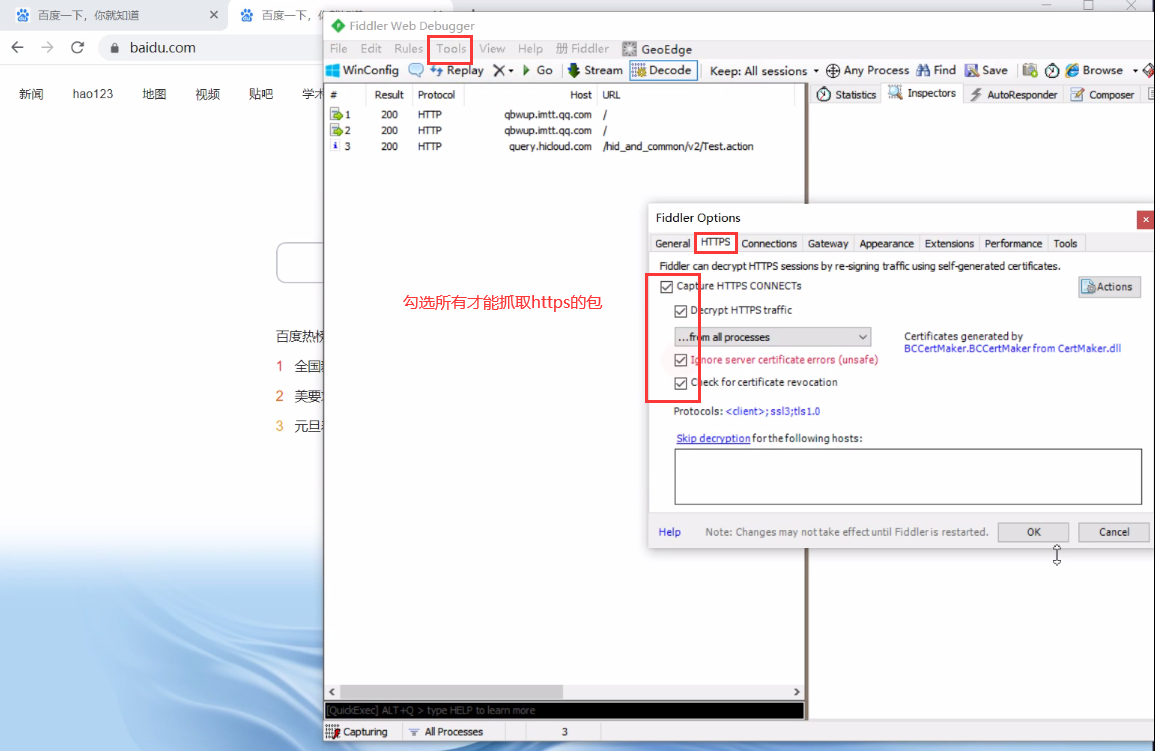 百度一下，你就知道
百度一下，你
baidu.com
新闻 hao123 地图 视频 贴吧 学术
百度热榜
1 全国
2 美要
3 元旦
Fiddler Web Debugger
File Edit Rules Tools View Help 册 Fiddler GeoEdge
WinConfig Replay Go Stream Decode Keep: All sessions Any Process Find Save Browse
# Result Protocol Host URL
1 200 HTTP qbwup.imtt.qq.com /
2 200 HTTP qbwup.imtt.qq.com /
3 200 HTTP query.hicloud.com /hid_and_common/v2/Test.action
Statistics Inspectors AutoResponder Composer
勾选所有才能抓取https的包
Fiddler Options
General HTTPS Connections Gateway Appearance Extensions Performance Tools
Fiddler can decrypt HTTPS sessions by re-signing traffic using self-generated certificates.
Capture HTTPS CONNECTs
Actions
Decrypt HTTPS traffic
...from all processes
Certificates generated by
BCCertMaker.BCCertMaker from CertMaker.dll
Ignore server certificate errors (unsafe)
Check for certificate revocation
Protocols: <client>; ssl3;tls1.0
Skip decryption for the following hosts:
Help Note: Changes may not take effect until Fiddler is restarted. OK Cancel
[QuickExec] ALT+Q > type HELP to learn more
Capturing All Processes 3